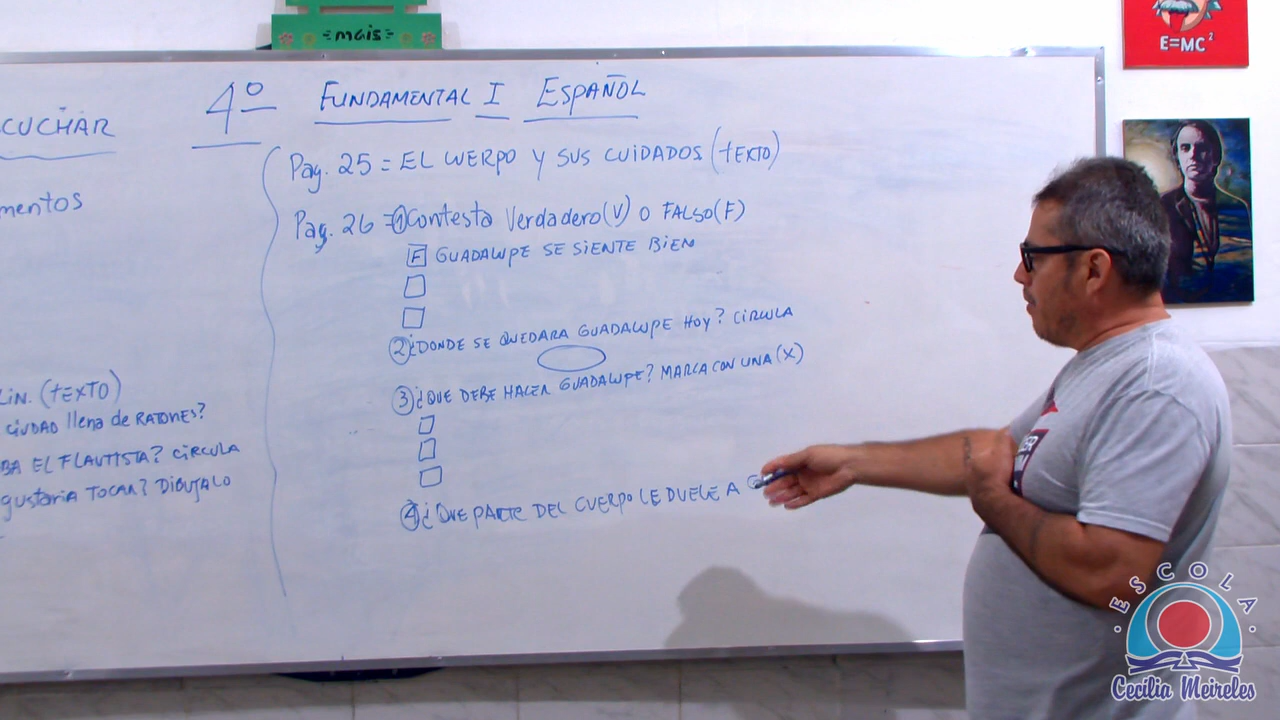 =mais=
E=MC²
CUCHAR
mentos
LiN. (tEXTO)
CIUDAD llena de RATONES?
BA EL FLAUTISTA? CIRCULA
gustaria TOCAR? DIBUJALO
4º FUNDAMENTAL I ESPAÑOL
Pag. 25 = EL CUERPO Y SUS CUIDADOS (tEXTO)
Pag. 26 = 1 Contesta Verdadero(V) O FALSO(F)
F GUADALUPE SE SIENTE BIEN
2 ¿DONDE SE QUEDARA GUADALUPE HOY? CIRCULA
3 ¿QUE DEBE HACER GUADALUPE? MARCA CON UNA (X)
4 ¿QUE PARTE DEL CUERPO LE DUELE A G
ESCOLA
Cecília Meireles